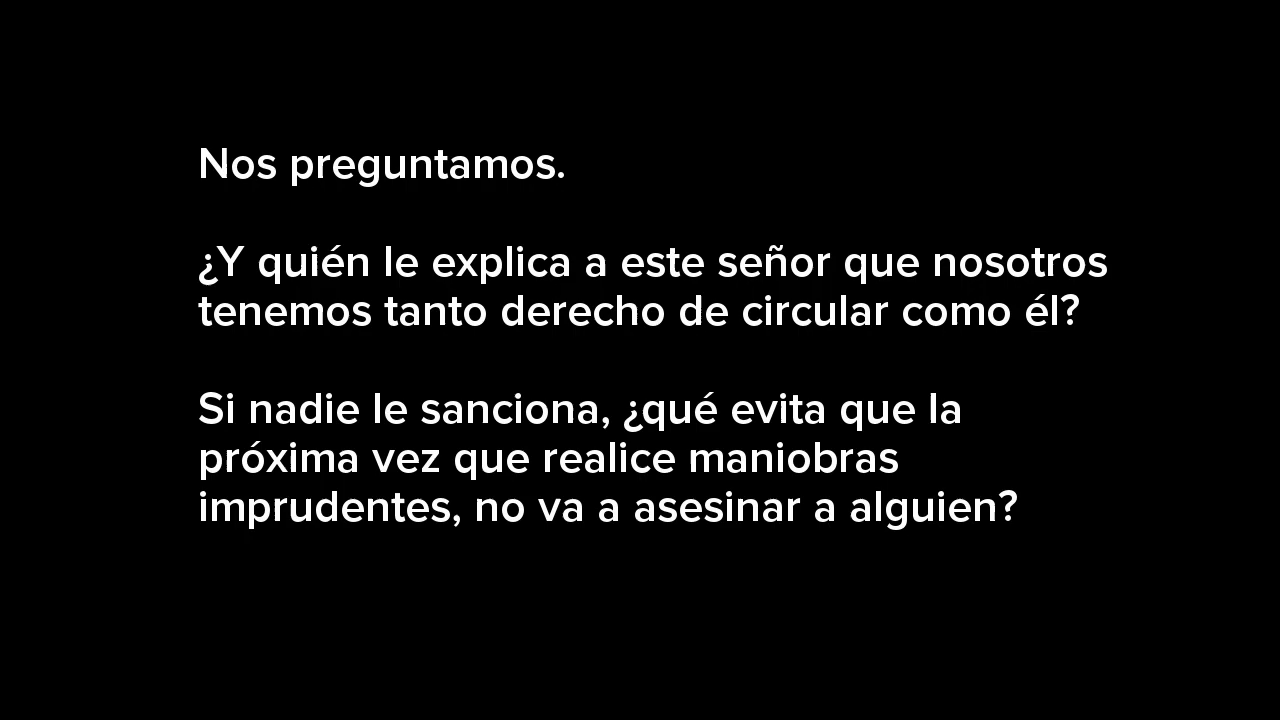 Nos preguntamos.
¿Y quién le explica a este señor que nosotros
tenemos tanto derecho de circular como él?
Si nadie le sanciona, ¿qué evita que la
próxima vez que realice maniobras
imprudentes, no va a asesinar a alguien?